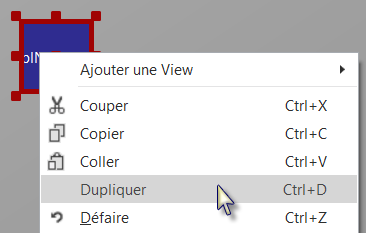 Ajouter une View
Couper Ctrl+X
Copier Ctrl+C
Coller Ctrl+V
Dupliquer Ctrl+D
Défaire Ctrl+Z